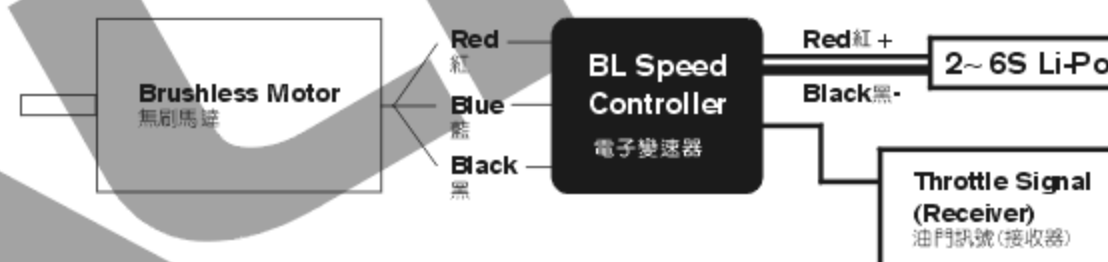 Brushless Motor
無刷馬達
Red
紅
Blue
藍
Black
黑
BL Speed
Controller
電子變速器
Red紅 +
Black黑-
2~6S Li-Po
Throttle Signal
(Receiver)
油門訊號(接收器)